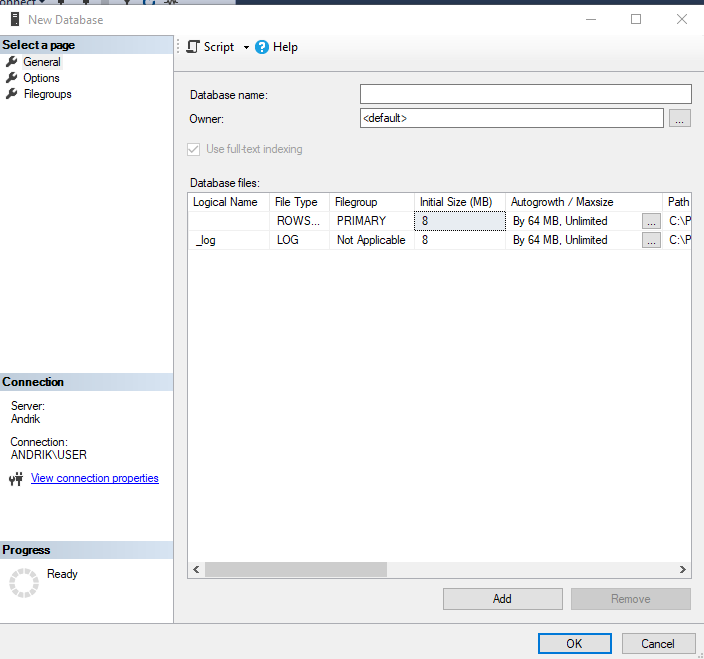 onnect
New Database
Select a page
General
Options
Filegroups
Script
Help
Database name:
Owner:
<default>
...
Use full-text indexing
Database files:
Logical Name File Type Filegroup Initial Size (MB) Autogrowth / Maxsize Path
ROWS... PRIMARY 8 By 64 MB, Unlimited ... C:\P
_log LOG Not Applicable 8 By 64 MB, Unlimited ... C:\P
Connection
Server:
Andrik
Connection:
ANDRIK\USER
View connection properties
Progress
Ready
Add Remove
OK Cancel